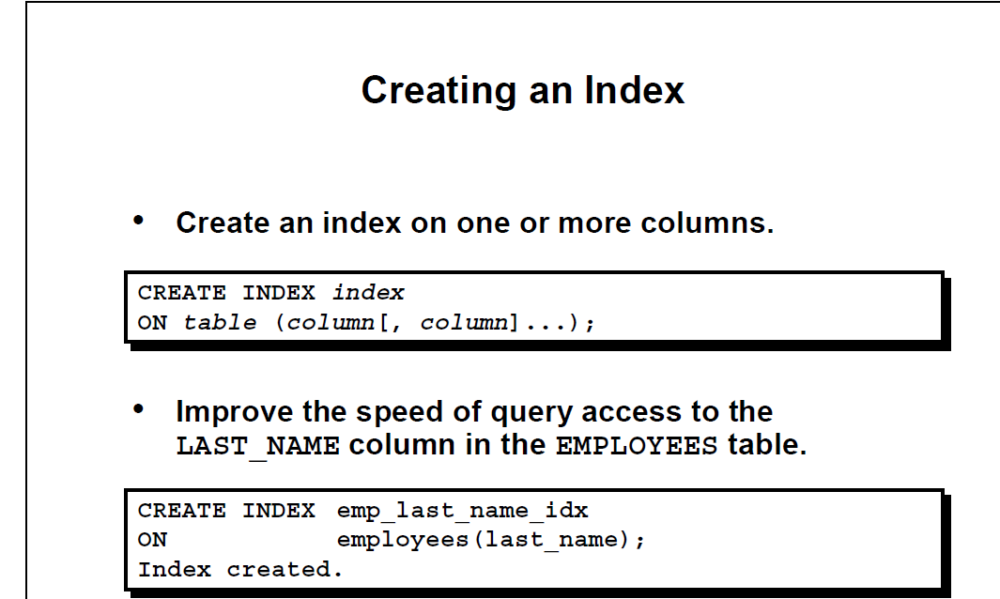 Creating an Index
• Create an index on one or more columns.
CREATE INDEX index
ON table (column[, column]...);
• Improve the speed of query access to the
LAST_NAME column in the EMPLOYEES table.
CREATE INDEX emp_last_name_idx
ON employees(last_name);
Index created.